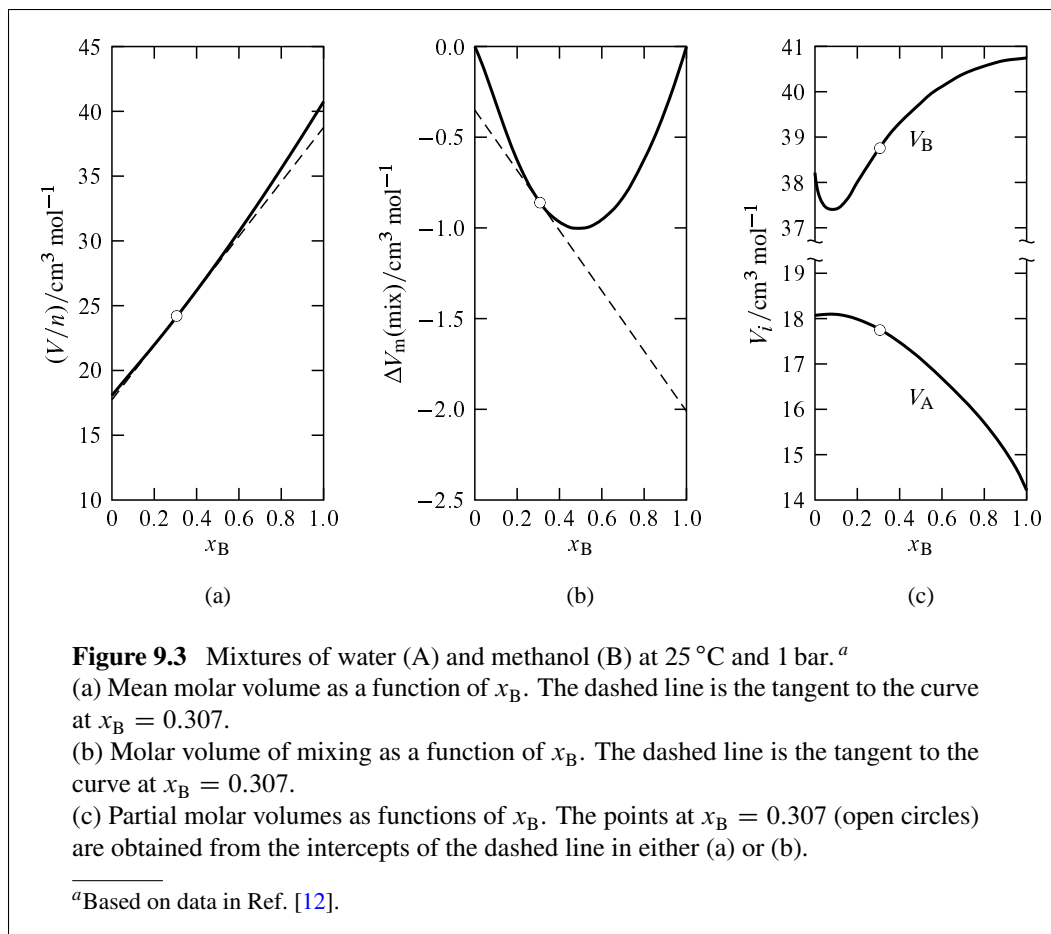 45
40
35
30
25
20
15
10
(V/n)/cm³ mol⁻¹
0 0.2 0.4 0.6 0.8 1.0
x_B
(a)
0.0
−0.5
−1.0
−1.5
−2.0
−2.5
ΔV_m(mix)/cm³ mol⁻¹
0 0.2 0.4 0.6 0.8 1.0
x_B
(b)
41
40
39
38
37
18
17
16
15
14
V_i/cm³ mol⁻¹
V_B
V_A
0 0.2 0.4 0.6 0.8 1.0
x_B
(c)
Figure 9.3 Mixtures of water (A) and methanol (B) at 25 °C and 1 bar. ᵃ
(a) Mean molar volume as a function of x_B. The dashed line is the tangent to the curve
at x_B = 0.307.
(b) Molar volume of mixing as a function of x_B. The dashed line is the tangent to the
curve at x_B = 0.307.
(c) Partial molar volumes as functions of x_B. The points at x_B = 0.307 (open circles)
are obtained from the intercepts of the dashed line in either (a) or (b).
ᵃBased on data in Ref. [12].